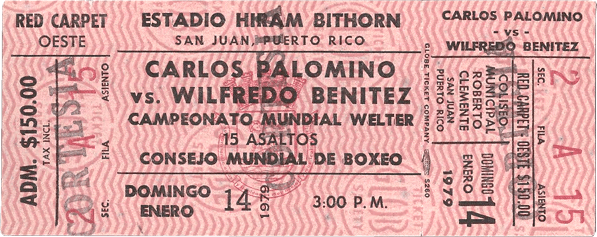 RED CARPET
OESTE
ADM. $150.00
TAX INCL.
SEC.
2
FILA
A
ASIENTO
15
CORTESIA
ESTADIO HIRAM BITHORN
SAN JUAN, PUERTO RICO
CARLOS PALOMINO
vs. WILFREDO BENITEZ
CAMPEONATO MUNDIAL WELTER
15 ASALTOS
CONSEJO MUNDIAL DE BOXEO
DOMINGO
ENERO
14
1979
3:00 P.M.
CORTESIA
GLOBE TICKET COMPANY
CARLOS PALOMINO
- vs -
WILFREDO BENITEZ
COLISEO
MUNICIPAL
ROBERTO
CLEMENTE
SAN JUAN
PUERTO RICO
DOMINGO
ENERO
14
1979
RED CARPET OESTE $150.00
SEC.
2
FILA
A
ASIENTO
15